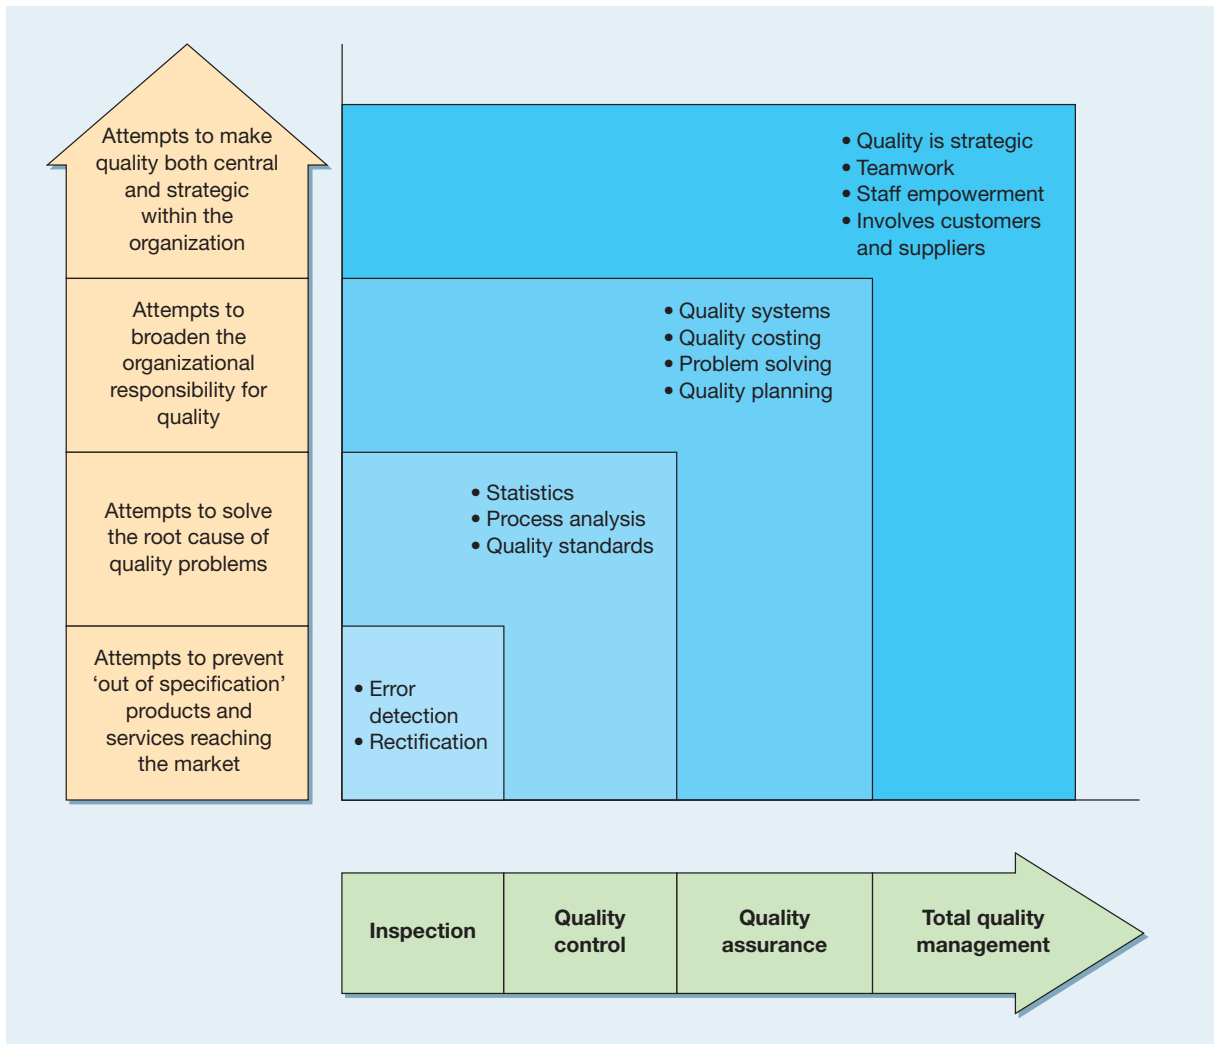 Attempts to make
quality both central
and strategic
within the
organization
• Quality is strategic
• Teamwork
• Staff empowerment
• Involves customers
and suppliers
Attempts to
broaden the
organizational
responsibility for
quality
• Quality systems
• Quality costing
• Problem solving
• Quality planning
Attempts to solve
the root cause of
quality problems
• Statistics
• Process analysis
• Quality standards
Attempts to prevent
‘out of specification’
products and
services reaching
the market
• Error
detection
• Rectification
Inspection
Quality
control
Quality
assurance
Total quality
management